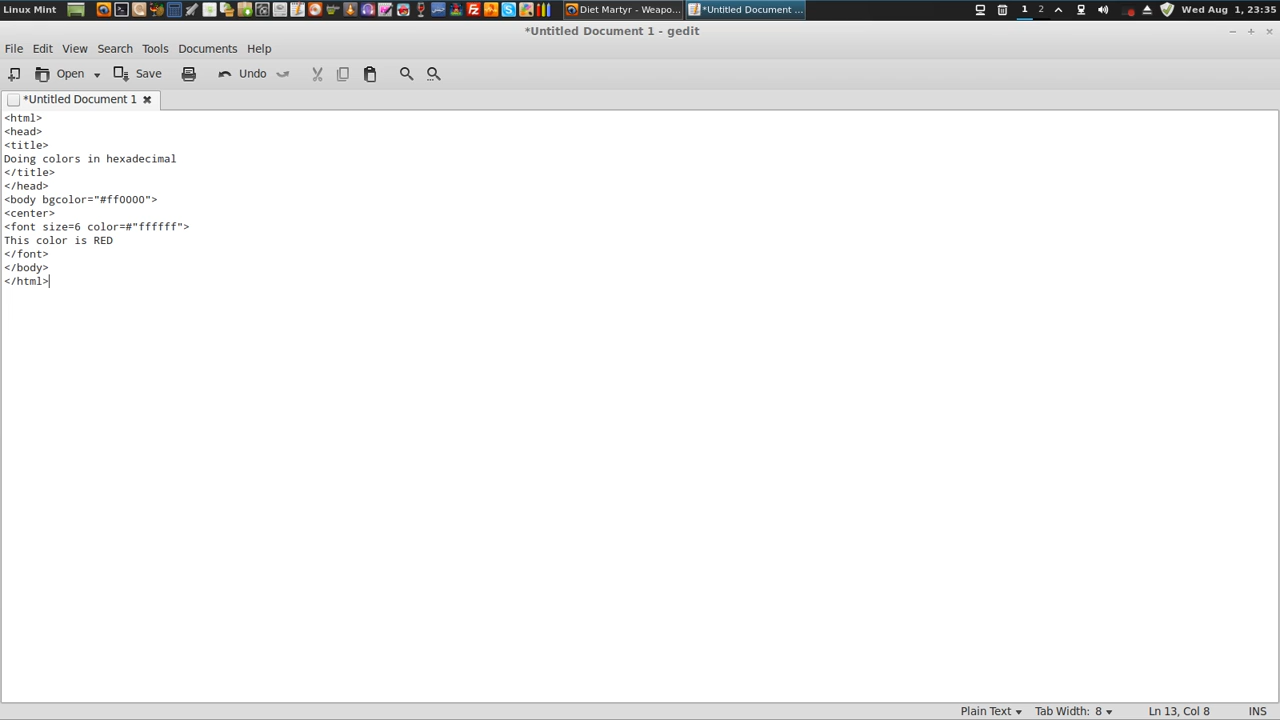 Linux Mint Diet Martyr - Weapo... *Untitled Document ... 1 2 Wed Aug 1, 23:35
*Untitled Document 1 - gedit
File Edit View Search Tools Documents Help
Open Save Undo
*Untitled Document 1
<html>
<head>
<title>
Doing colors in hexadecimal
</title>
</head>
<body bgcolor="#ff0000">
<center>
<font size=6 color=#"ffffff">
This color is RED
</font>
</body>
</html>
Plain Text Tab Width: 8 Ln 13, Col 8 INS